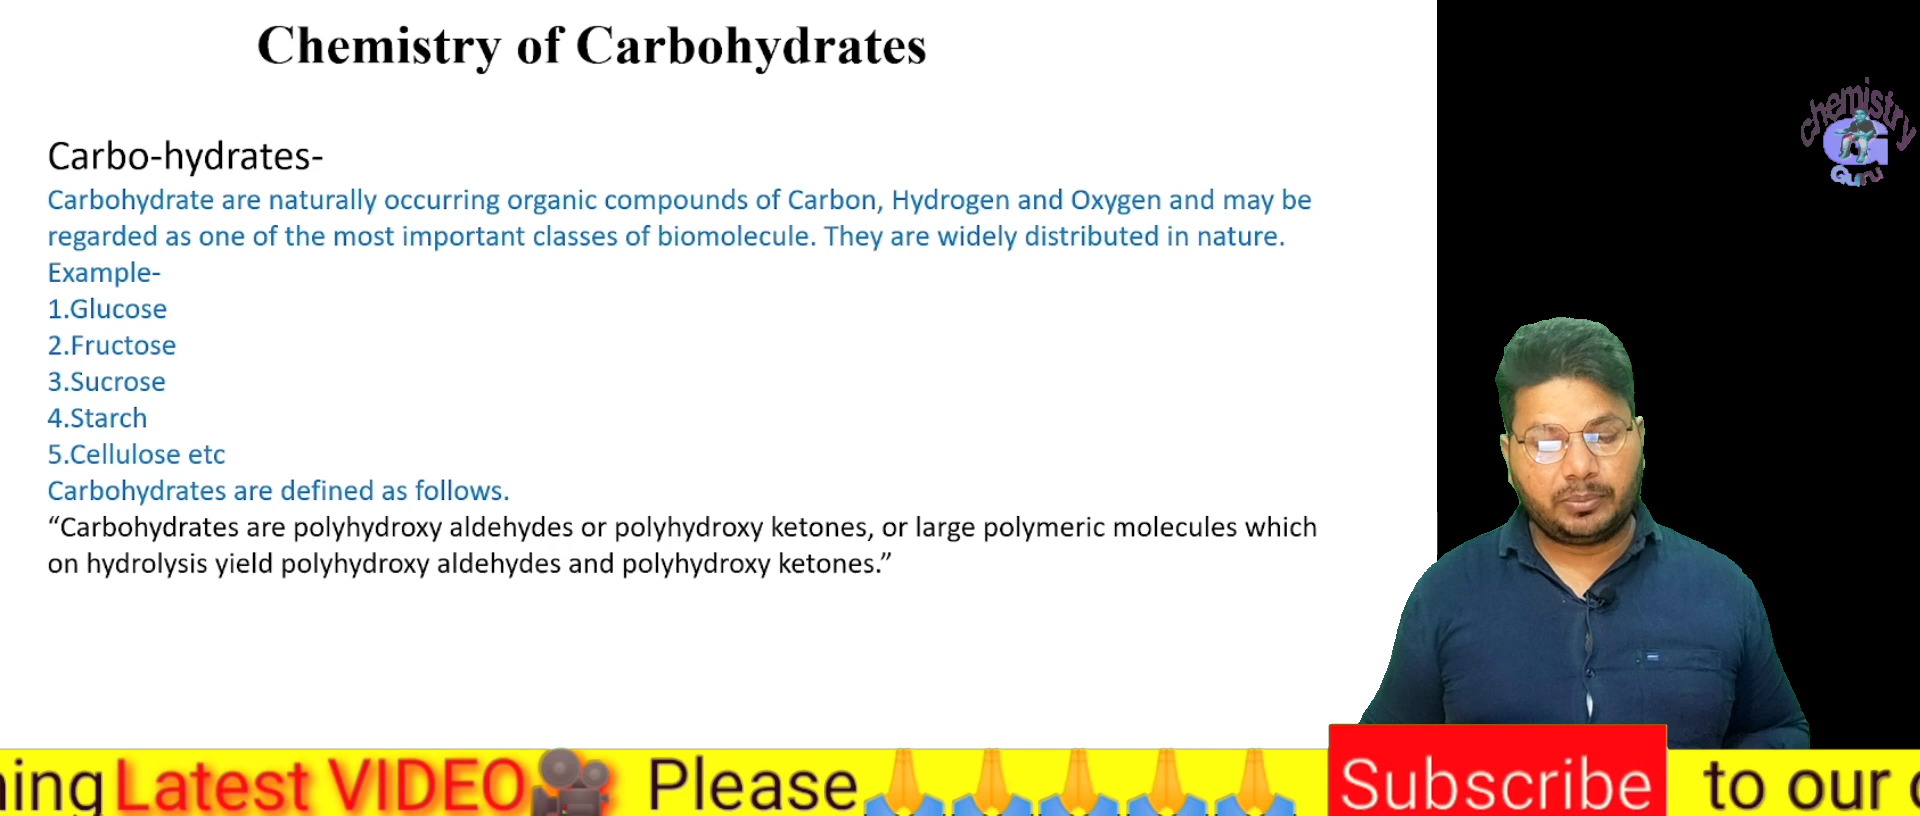 Chemistry of Carbohydrates
chemistry
G
Guru
Carbo-hydrates-
Carbohydrate are naturally occurring organic compounds of Carbon, Hydrogen and Oxygen and may be
regarded as one of the most important classes of biomolecule. They are widely distributed in nature.
Example-
1.Glucose
2.Fructose
3.Sucrose
4.Starch
5.Cellulose etc
Carbohydrates are defined as follows.
“Carbohydrates are polyhydroxy aldehydes or polyhydroxy ketones, or large polymeric molecules which
on hydrolysis yield polyhydroxy aldehydes and polyhydroxy ketones.”
ning Latest VIDEO Please Subscribe to our c